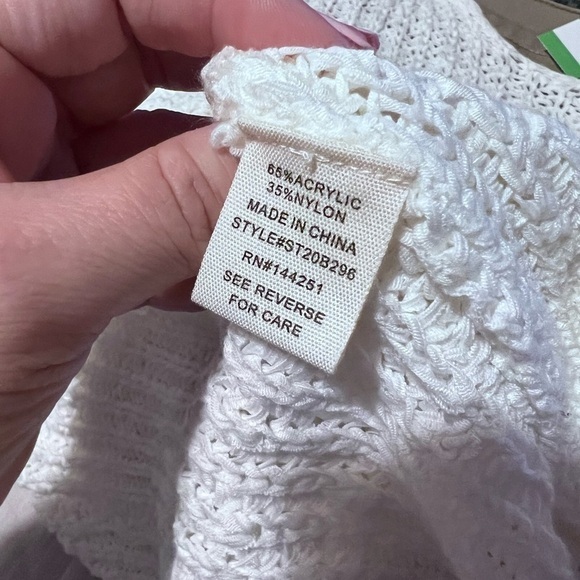 65%ACRYLIC
35%NYLON
MADE IN CHINA
STYLE#ST20B296
RN#144251
SEE REVERSE
FOR CARE